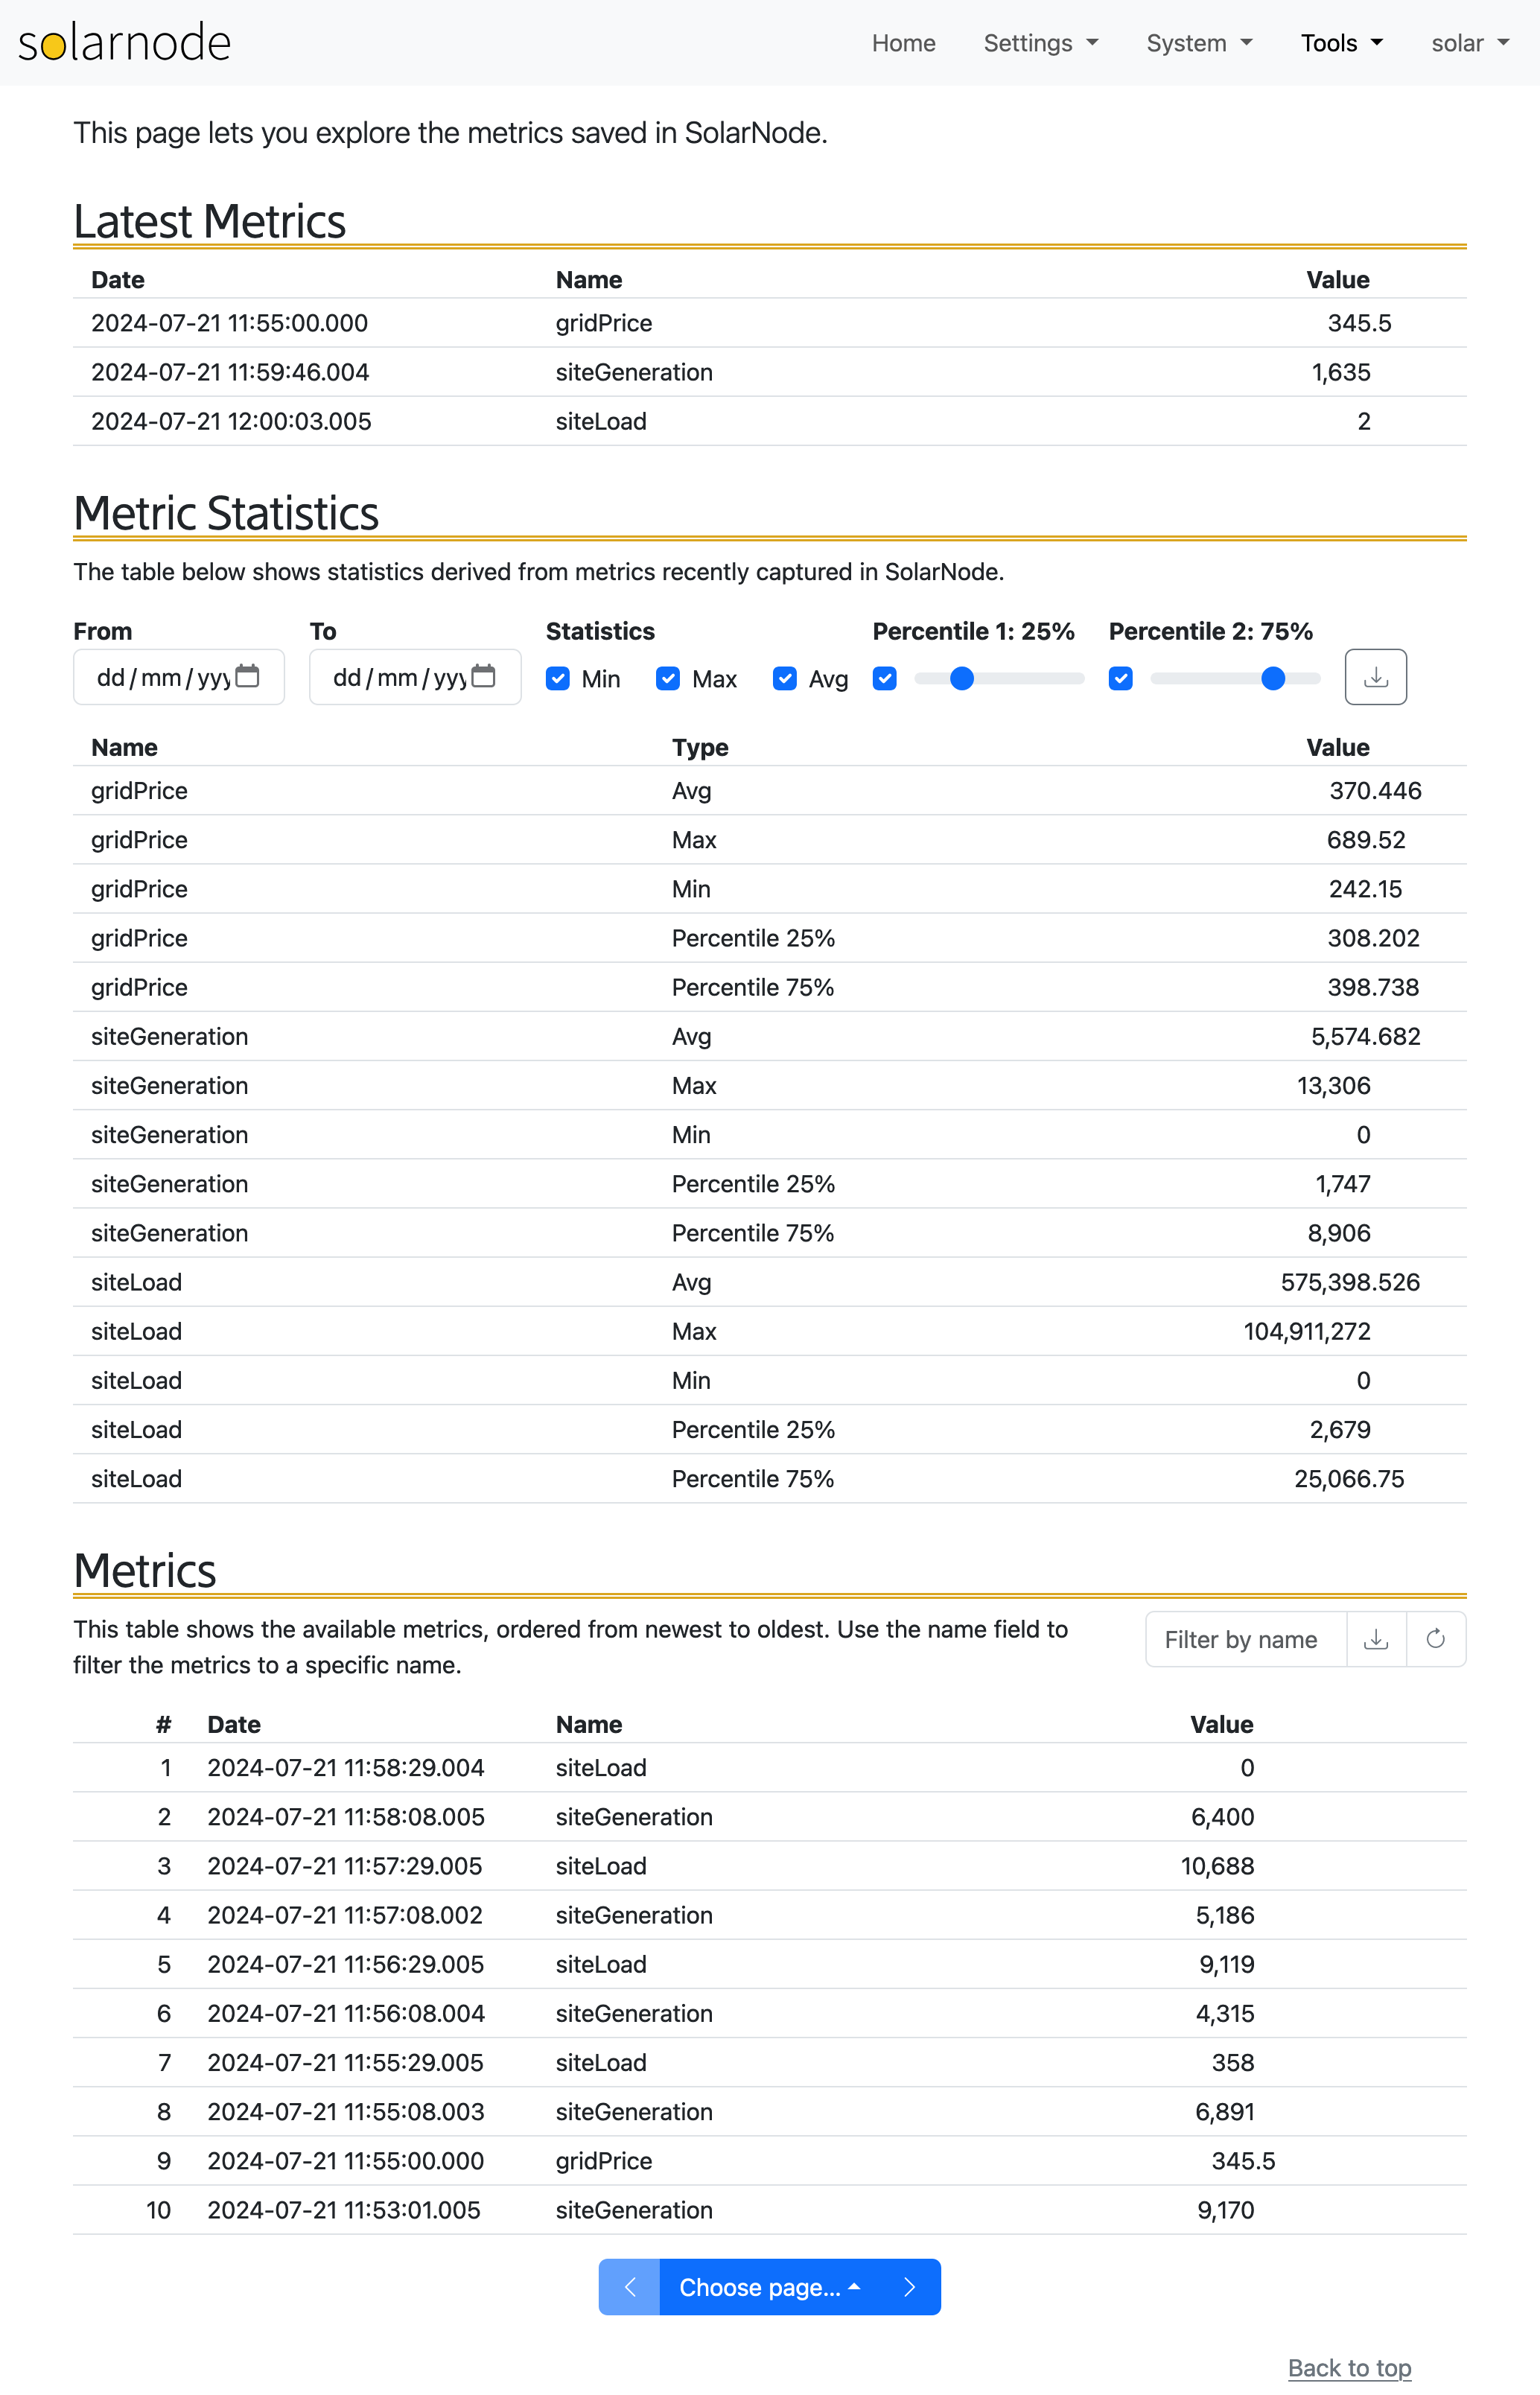 solarnode
Home Settings System Tools solar
This page lets you explore the metrics saved in SolarNode.
Latest Metrics
Date Name Value
2024-07-21 11:55:00.000 gridPrice 345.5
2024-07-21 11:59:46.004 siteGeneration 1,635
2024-07-21 12:00:03.005 siteLoad 2
Metric Statistics
The table below shows statistics derived from metrics recently captured in SolarNode.
From To Statistics Percentile 1: 25% Percentile 2: 75%
dd/mm/yyy dd/mm/yyy Min Max Avg
Name Type Value
gridPrice Avg 370.446
gridPrice Max 689.52
gridPrice Min 242.15
gridPrice Percentile 25% 308.202
gridPrice Percentile 75% 398.738
siteGeneration Avg 5,574.682
siteGeneration Max 13,306
siteGeneration Min 0
siteGeneration Percentile 25% 1,747
siteGeneration Percentile 75% 8,906
siteLoad Avg 575,398.526
siteLoad Max 104,911,272
siteLoad Min 0
siteLoad Percentile 25% 2,679
siteLoad Percentile 75% 25,066.75
Metrics
This table shows the available metrics, ordered from newest to oldest. Use the name field to
filter the metrics to a specific name.
Filter by name
# Date Name Value
1 2024-07-21 11:58:29.004 siteLoad 0
2 2024-07-21 11:58:08.005 siteGeneration 6,400
3 2024-07-21 11:57:29.005 siteLoad 10,688
4 2024-07-21 11:57:08.002 siteGeneration 5,186
5 2024-07-21 11:56:29.005 siteLoad 9,119
6 2024-07-21 11:56:08.004 siteGeneration 4,315
7 2024-07-21 11:55:29.005 siteLoad 358
8 2024-07-21 11:55:08.003 siteGeneration 6,891
9 2024-07-21 11:55:00.000 gridPrice 345.5
10 2024-07-21 11:53:01.005 siteGeneration 9,170
Choose page...
Back to top